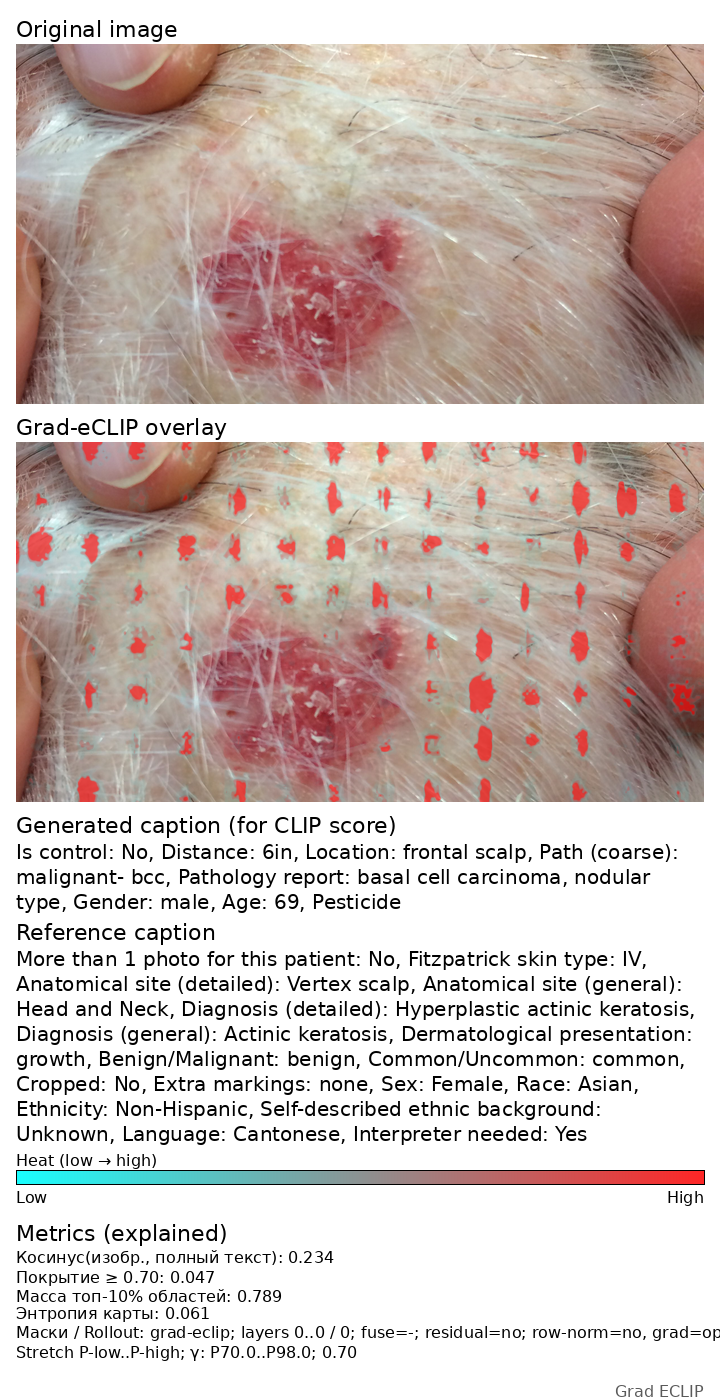 Original image
Grad-eCLIP overlay
Generated caption (for CLIP score)
Is control: No, Distance: 6in, Location: frontal scalp, Path (coarse):
malignant- bcc, Pathology report: basal cell carcinoma, nodular
type, Gender: male, Age: 69, Pesticide
Reference caption
More than 1 photo for this patient: No, Fitzpatrick skin type: IV,
Anatomical site (detailed): Vertex scalp, Anatomical site (general):
Head and Neck, Diagnosis (detailed): Hyperplastic actinic keratosis,
Diagnosis (general): Actinic keratosis, Dermatological presentation:
growth, Benign/Malignant: benign, Common/Uncommon: common,
Cropped: No, Extra markings: none, Sex: Female, Race: Asian,
Ethnicity: Non-Hispanic, Self-described ethnic background:
Unknown, Language: Cantonese, Interpreter needed: Yes
Heat (low → high)
Low High
Metrics (explained)
Косинус(изобр., полный текст): 0.234
Покрытие ≥ 0.70: 0.047
Масса топ-10% областей: 0.789
Энтропия карты: 0.061
Маски / Rollout: grad-eclip; layers 0..0 / 0; fuse=-; residual=no; row-norm=no, grad=op
Stretch P-low..P-high; γ: P70.0..P98.0; 0.70
Grad ECLIP